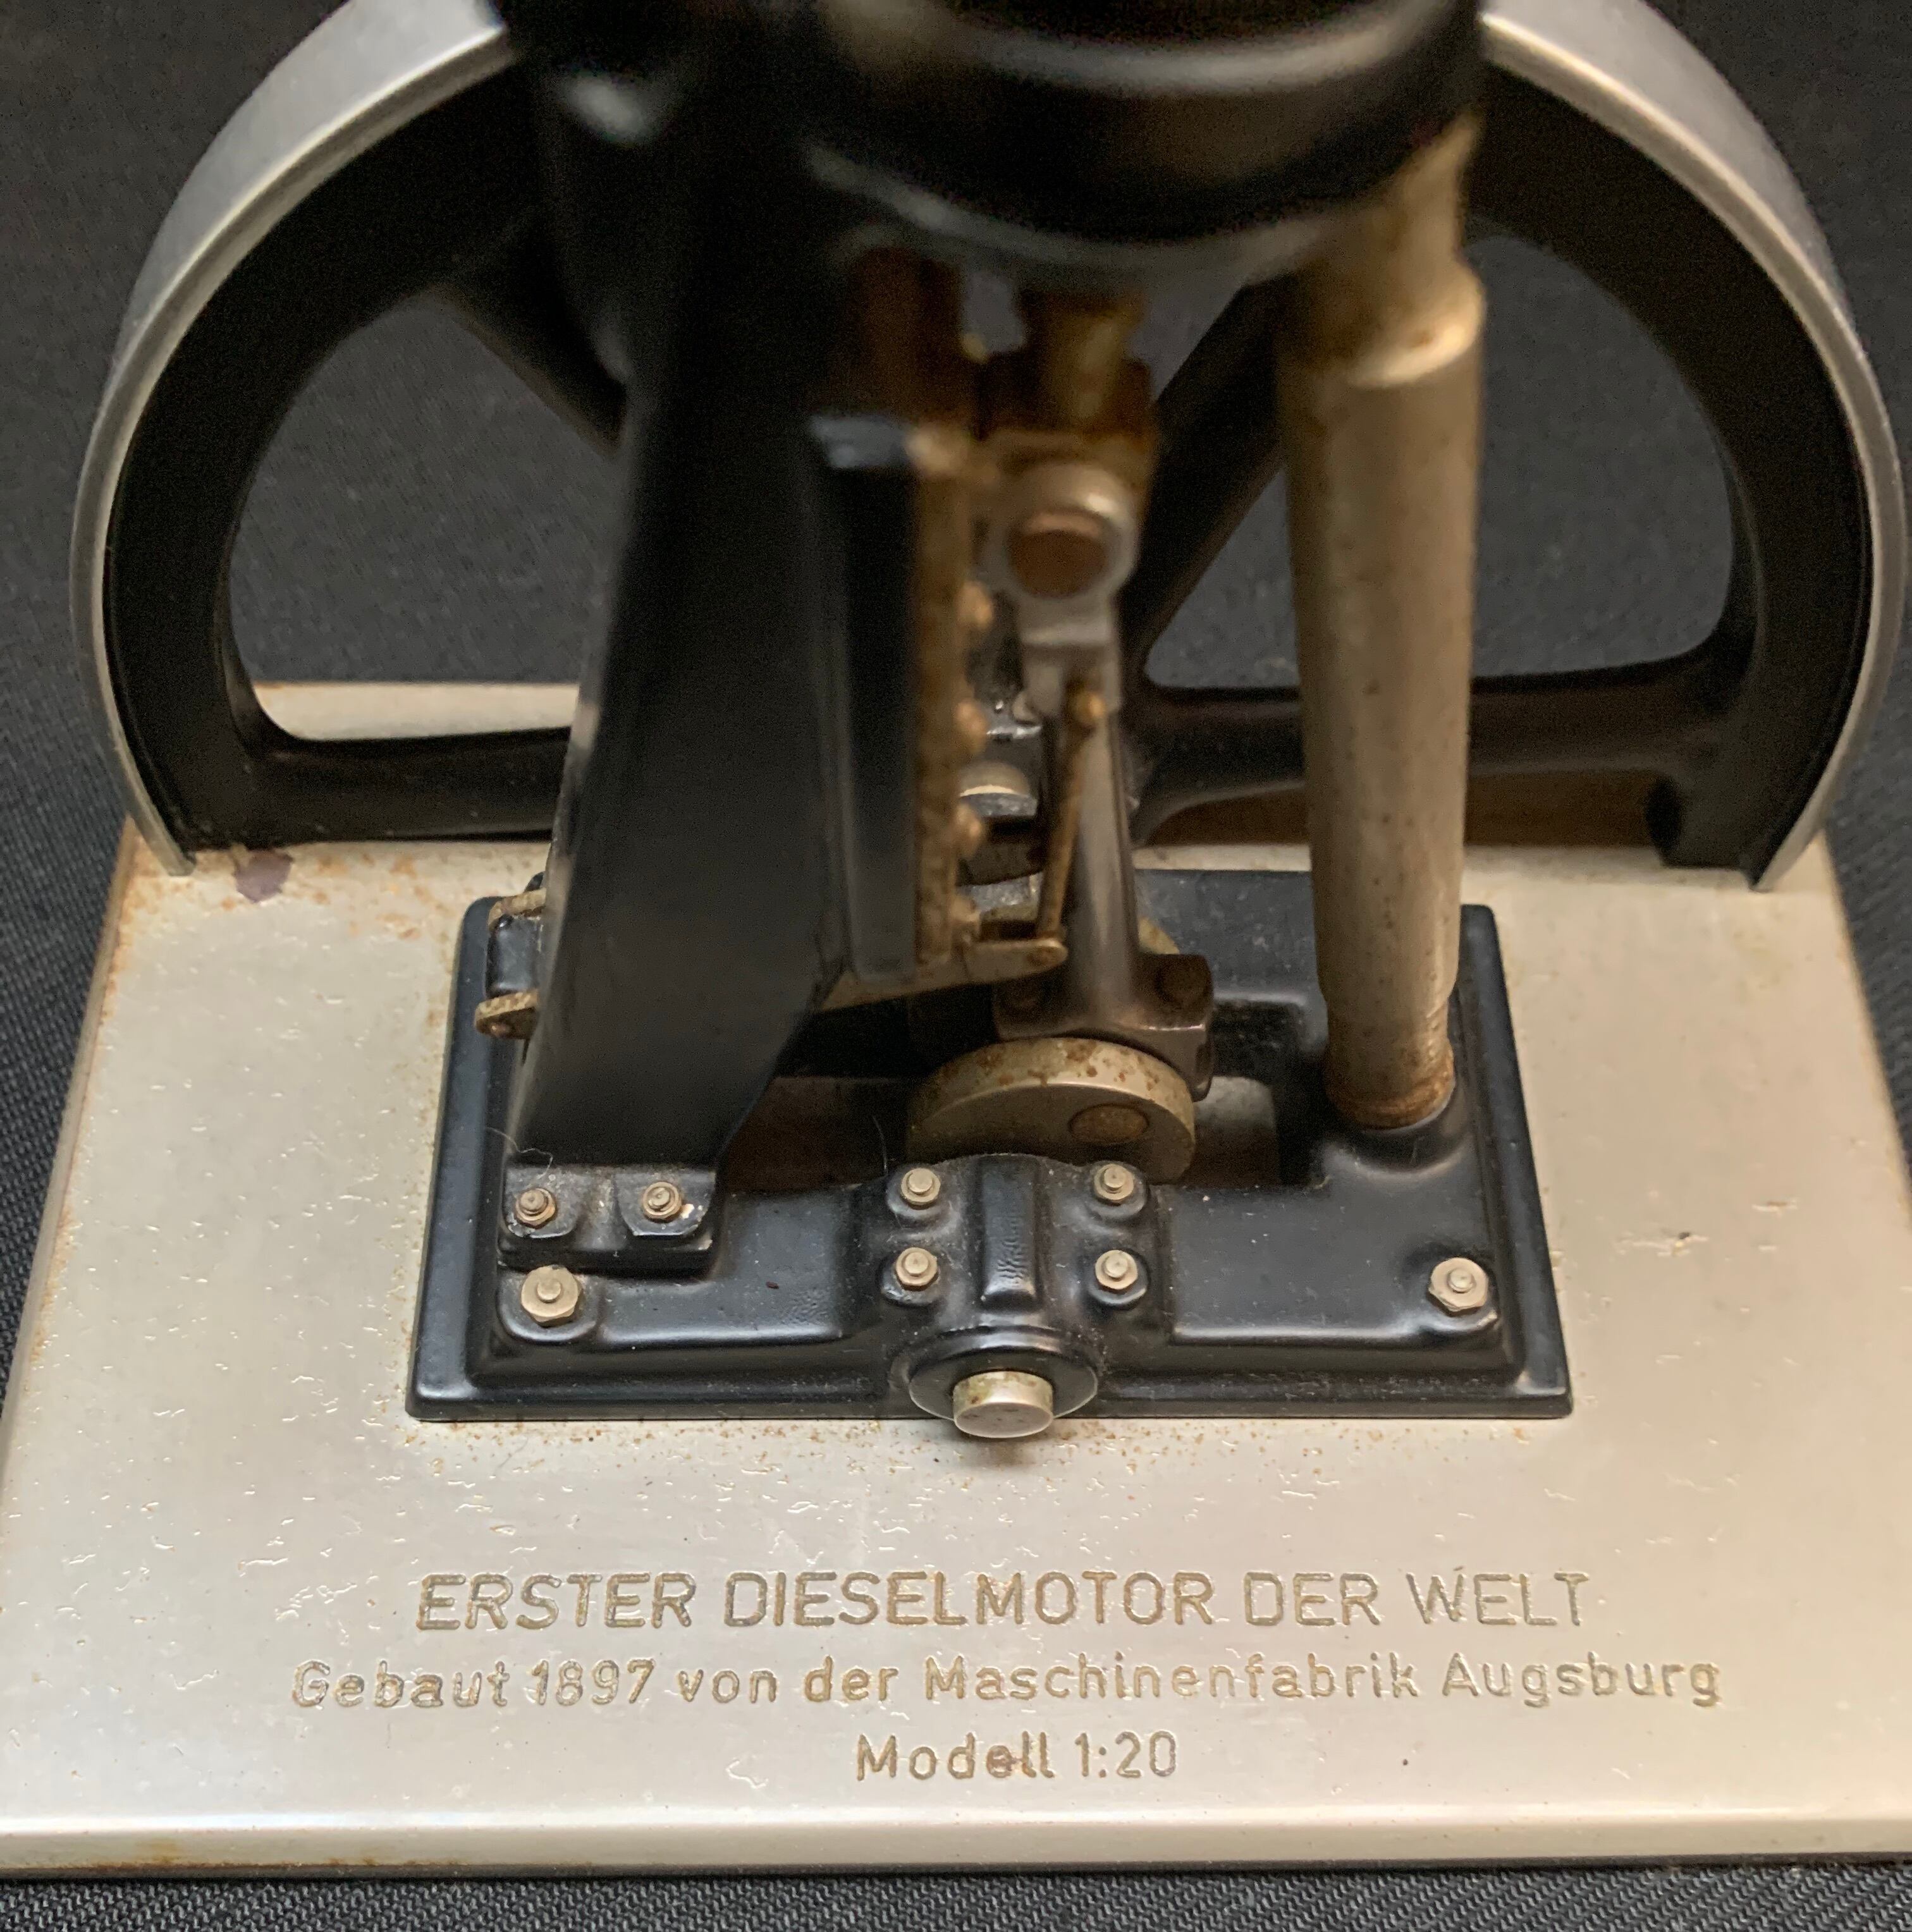 ERSTER DIESELMOTOR DER WELT
Gebaut 1897 von der Maschinenfabrik Augsburg
Modell 1:20